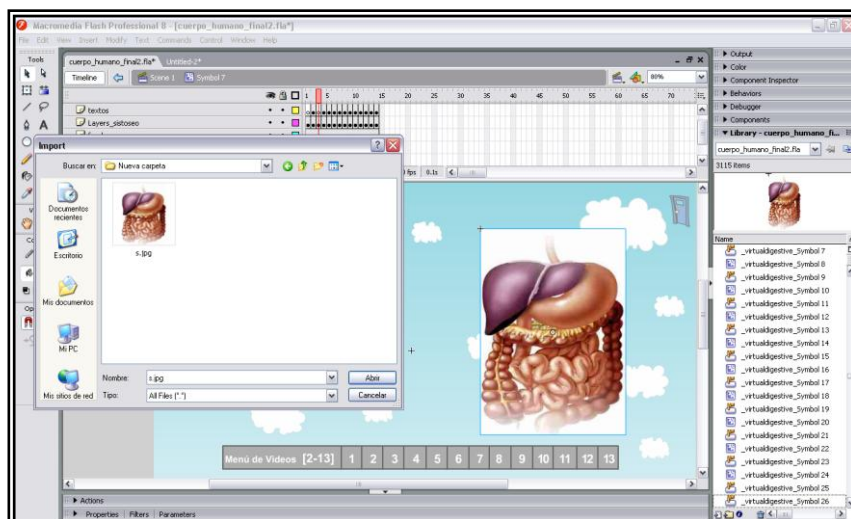 Macromedia Flash Professional 8 - [cuerpo_humano_final2.fla*]
File Edit View Insert Modify Text Commands Control Window Help
Tools
cuerpo_humano_final2.fla* Untitled-2*
Timeline Scene 1 Symbol 7 80%
1 5 10 15 20 25 30 35 40 45 50 55 60 65 70
textos
Layers_sistoseo
fps 0.1s
Import
Buscar en: Nueva carpeta
Documentos recientes
Escritorio
Mis documentos
Mi PC
Mis sitios de red
s.jpg
Nombre: s.jpg Abrir
Tipo: All Files (*.*) Cancelar
Menú de Videos [2-13] 1 2 3 4 5 6 7 8 9 10 11 12 13
Actions
Properties Filters Parameters
Output
Color
Component Inspector
Behaviors
Debugger
Components
Library - cuerpo_humano_fi...
cuerpo_humano_final2.fla
3115 items
Name
_virtualdigestive_Symbol 7
_virtualdigestive_Symbol 8
_virtualdigestive_Symbol 9
_virtualdigestive_Symbol 10
_virtualdigestive_Symbol 11
_virtualdigestive_Symbol 12
_virtualdigestive_Symbol 13
_virtualdigestive_Symbol 14
_virtualdigestive_Symbol 15
_virtualdigestive_Symbol 16
_virtualdigestive_Symbol 17
_virtualdigestive_Symbol 18
_virtualdigestive_Symbol 19
_virtualdigestive_Symbol 20
_virtualdigestive_Symbol 21
_virtualdigestive_Symbol 22
_virtualdigestive_Symbol 23
_virtualdigestive_Symbol 24
_virtualdigestive_Symbol 25
_virtualdigestive_Symbol 26